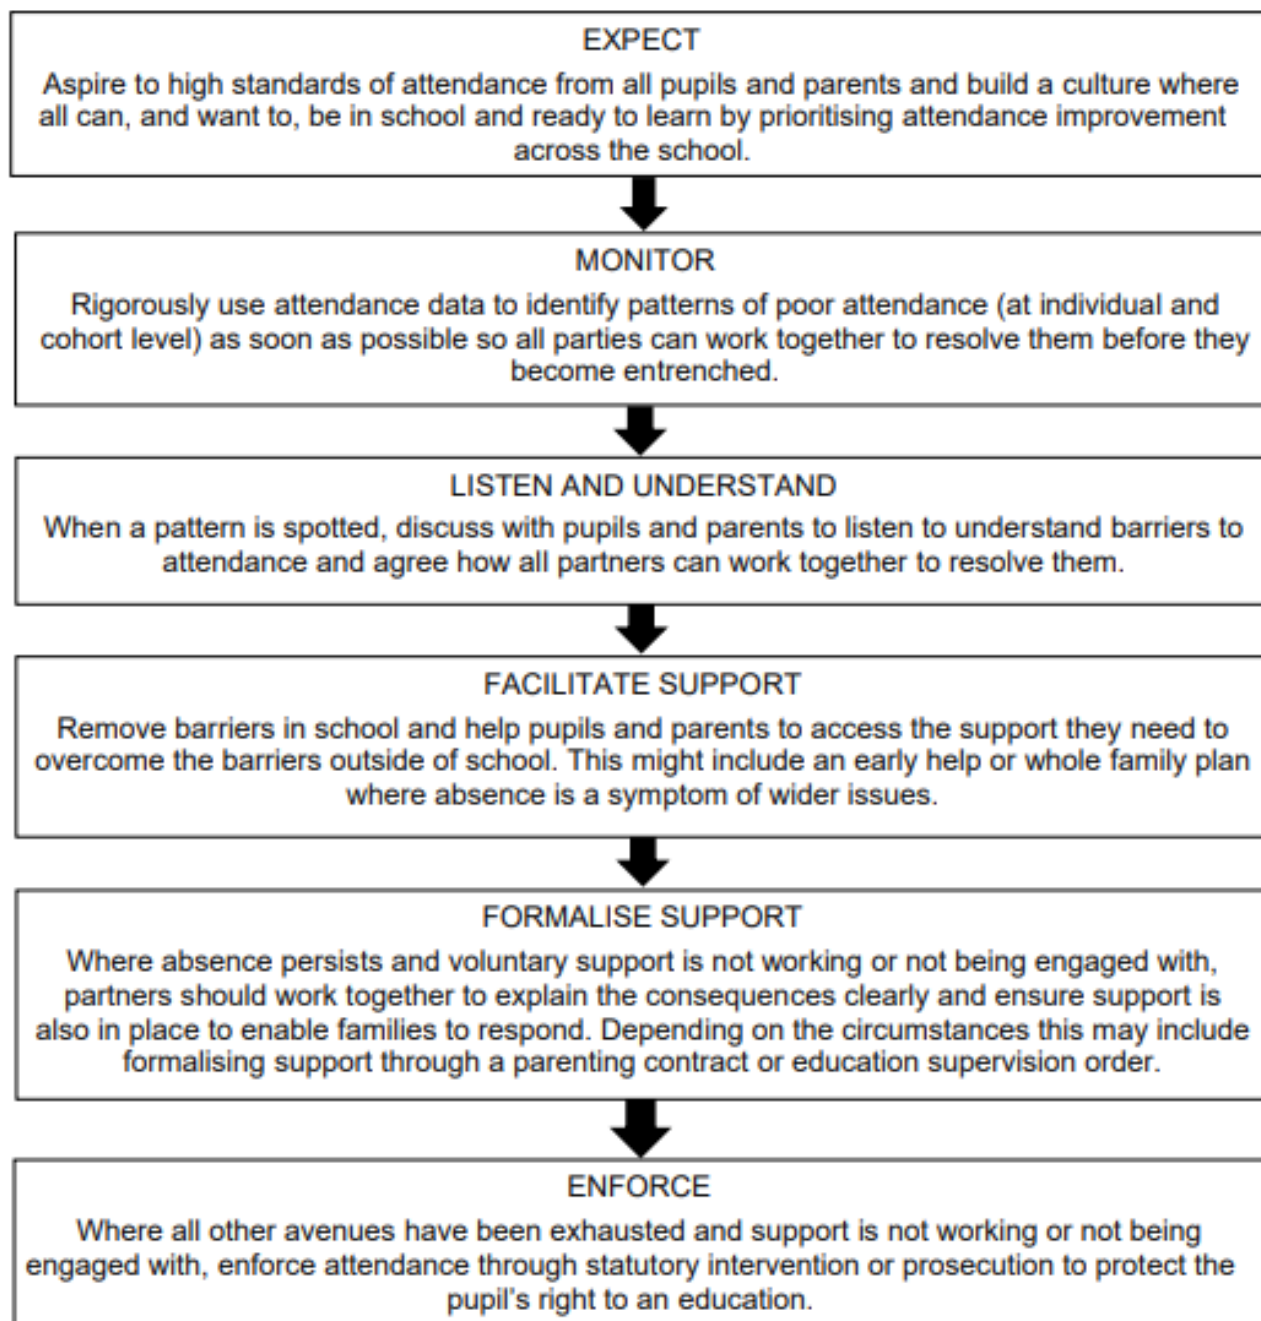 EXPECT
Aspire to high standards of attendance from all pupils and parents and build a culture where
all can, and want to, be in school and ready to learn by prioritising attendance improvement
across the school.
MONITOR
Rigorously use attendance data to identify patterns of poor attendance (at individual and
cohort level) as soon as possible so all parties can work together to resolve them before they
become entrenched.
LISTEN AND UNDERSTAND
When a pattern is spotted, discuss with pupils and parents to listen to understand barriers to
attendance and agree how all partners can work together to resolve them.
FACILITATE SUPPORT
Remove barriers in school and help pupils and parents to access the support they need to
overcome the barriers outside of school. This might include an early help or whole family plan
where absence is a symptom of wider issues.
FORMALISE SUPPORT
Where absence persists and voluntary support is not working or not being engaged with,
partners should work together to explain the consequences clearly and ensure support is
also in place to enable families to respond. Depending on the circumstances this may include
formalising support through a parenting contract or education supervision order.
ENFORCE
Where all other avenues have been exhausted and support is not working or not being
engaged with, enforce attendance through statutory intervention or prosecution to protect the
pupil's right to an education.